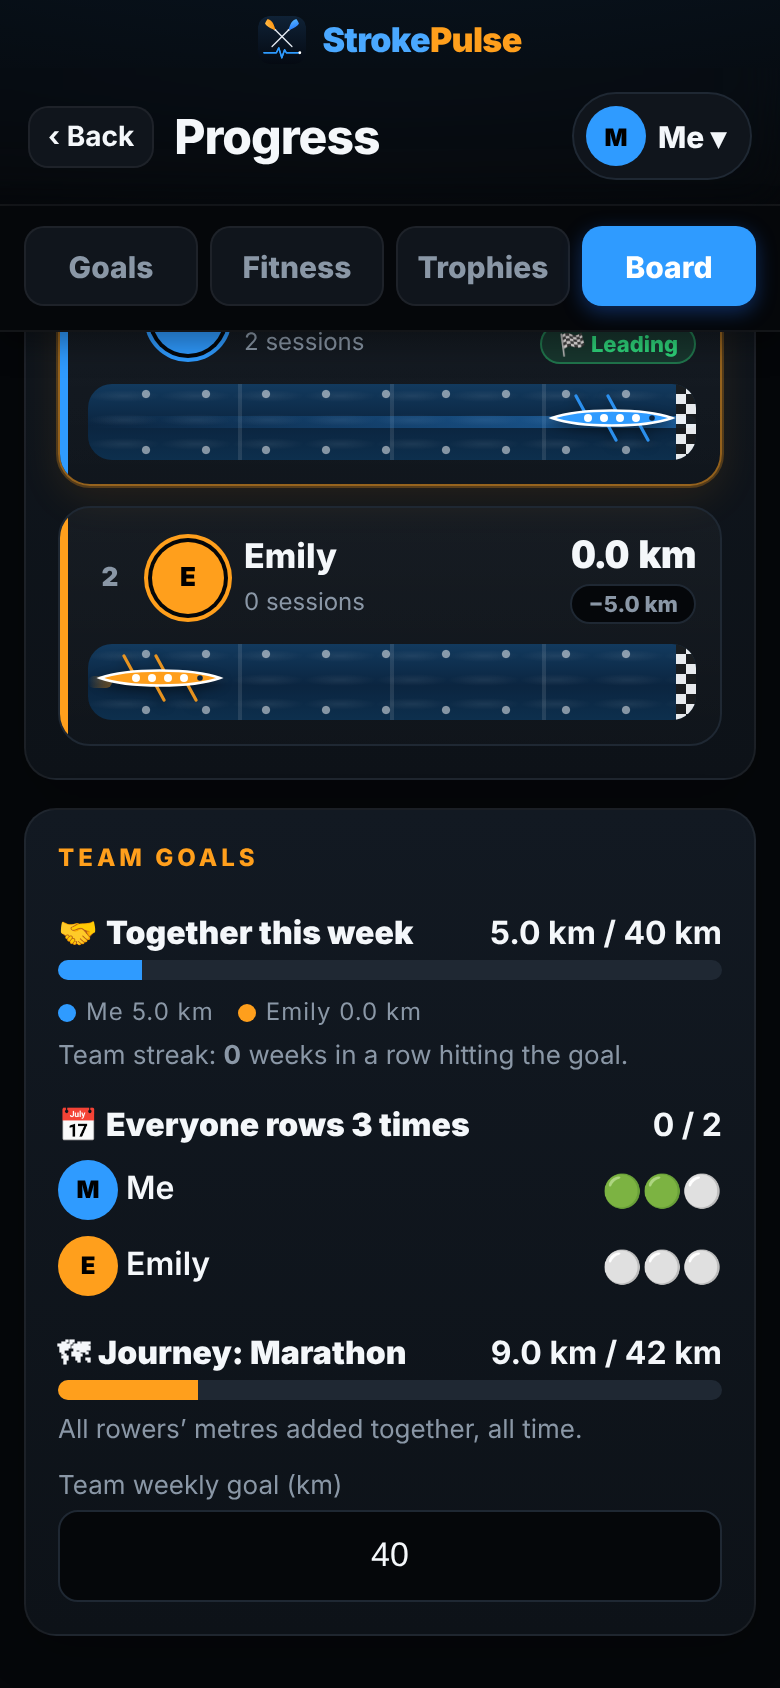 StrokePulse
‹ Back Progress M Me ▾
Goals Fitness Trophies Board
2 sessions 🏁 Leading
2 E Emily 0.0 km
0 sessions −5.0 km
TEAM GOALS
🤝 Together this week 5.0 km / 40 km
Me 5.0 km Emily 0.0 km
Team streak: 0 weeks in a row hitting the goal.
📅 Everyone rows 3 times 0 / 2
M Me
E Emily
🗺 Journey: Marathon 9.0 km / 42 km
All rowers’ metres added together, all time.
Team weekly goal (km)
40